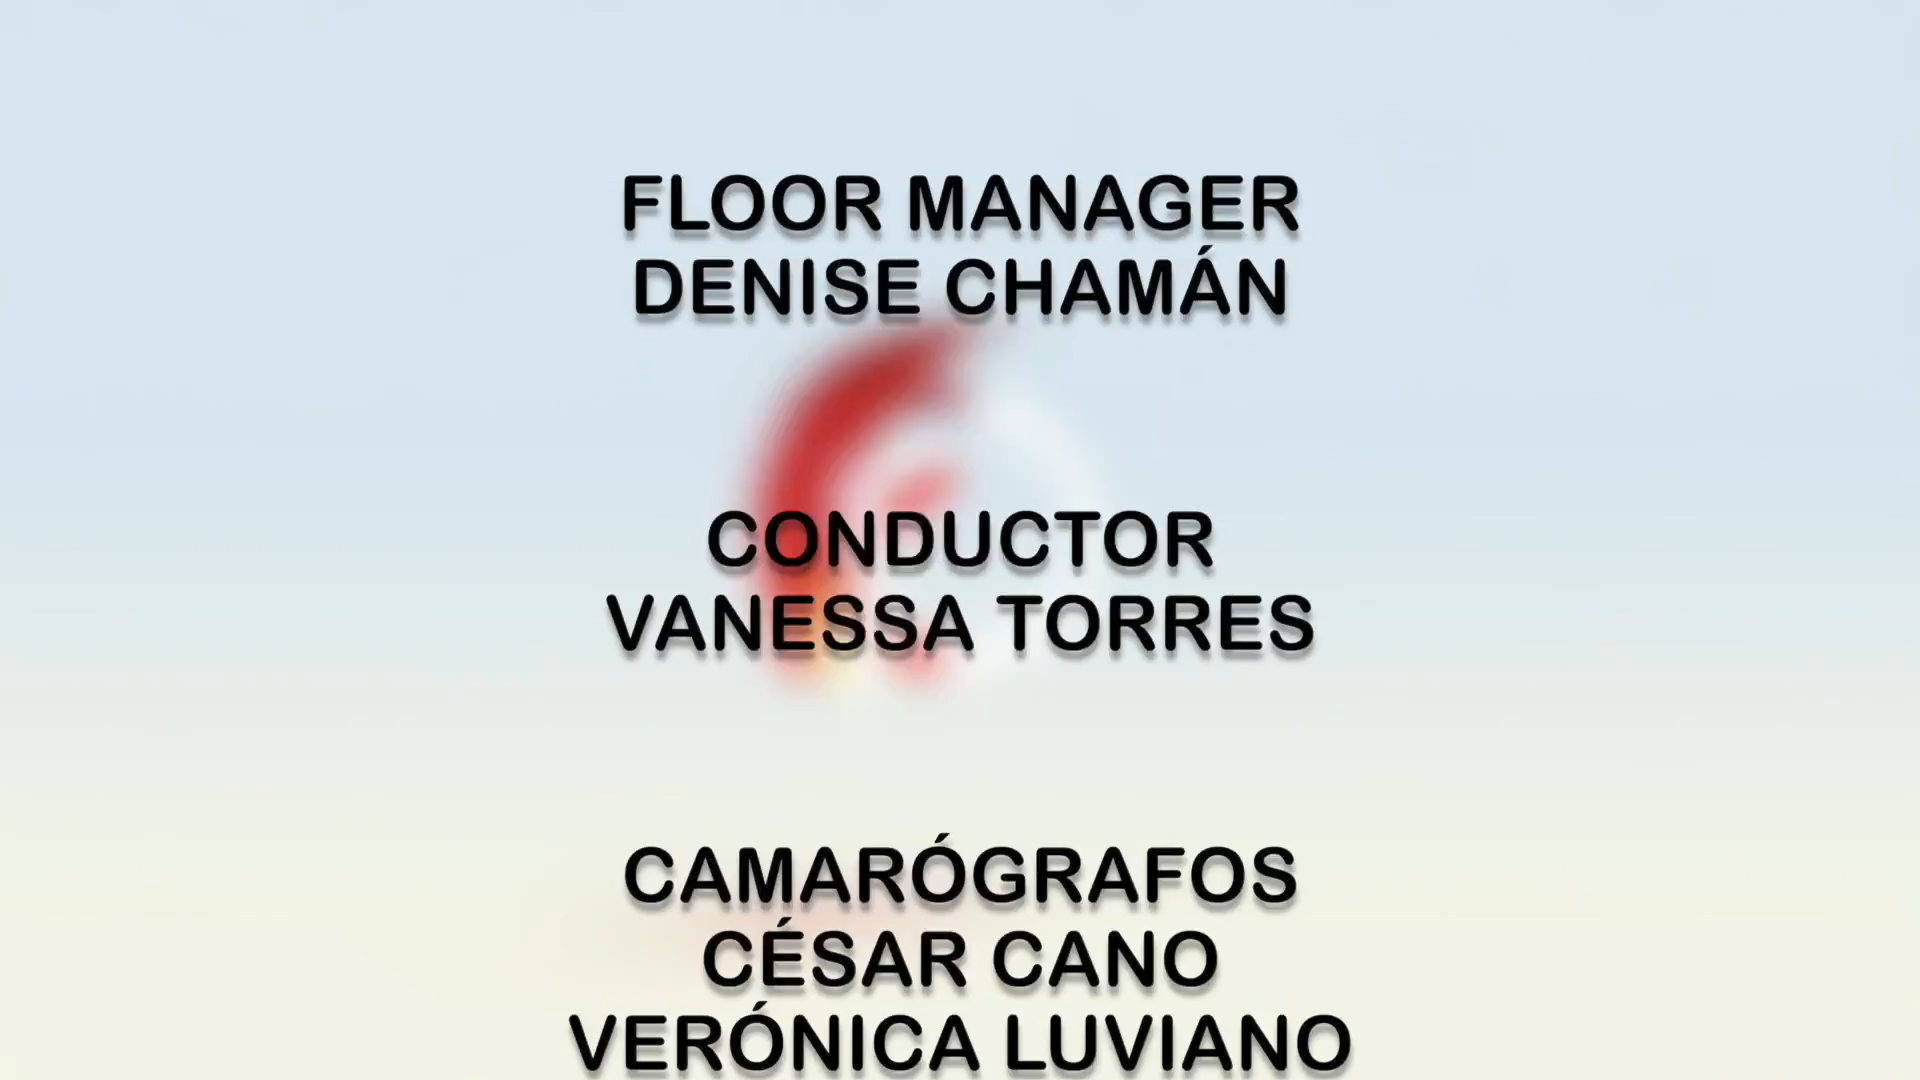 FLOOR MANAGER
DENISE CHAMÁN
CONDUCTOR
VANESSA TORRES
CAMARÓGRAFOS
CÉSAR CANO
VERÓNICA LUVIANO